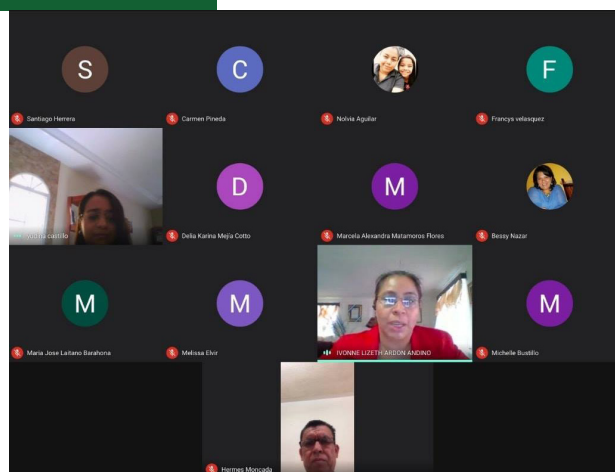 S
C
F
Santiago Herrera
Carmen Pineda
Nolvia Aguilar
Francys velasquez
D
M
castillo
Delia Karina Mejía Cotto
Marcela Alexandra Matamoros Flores
Bessy Nazar
M
M
M
Maria Jose Laitano Barahona
Melissa Elvir
IVONNE LIZETH ARDON ANDINO
Michelle Bustillo
Hermes Moncada